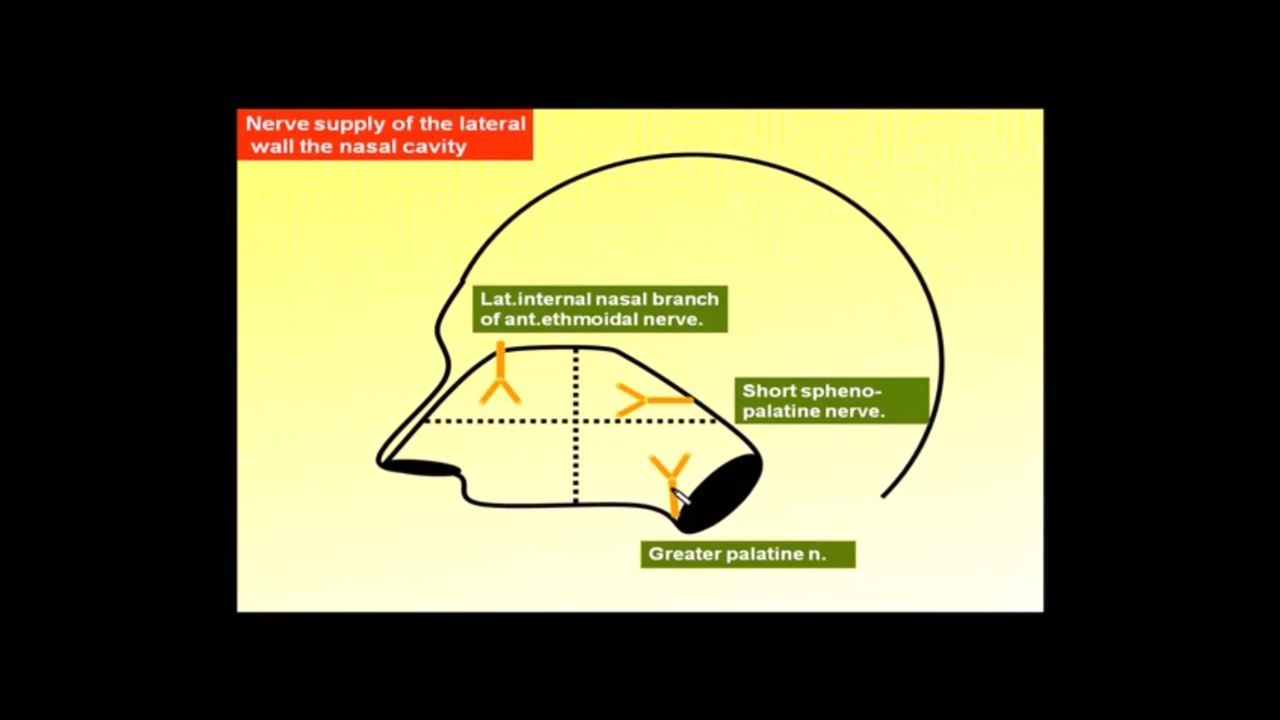 Nerve supply of the lateral
wall the nasal cavity
Lat.internal nasal branch
of ant.ethmoidal nerve.
Short spheno-
palatine nerve.
Greater palatine n.